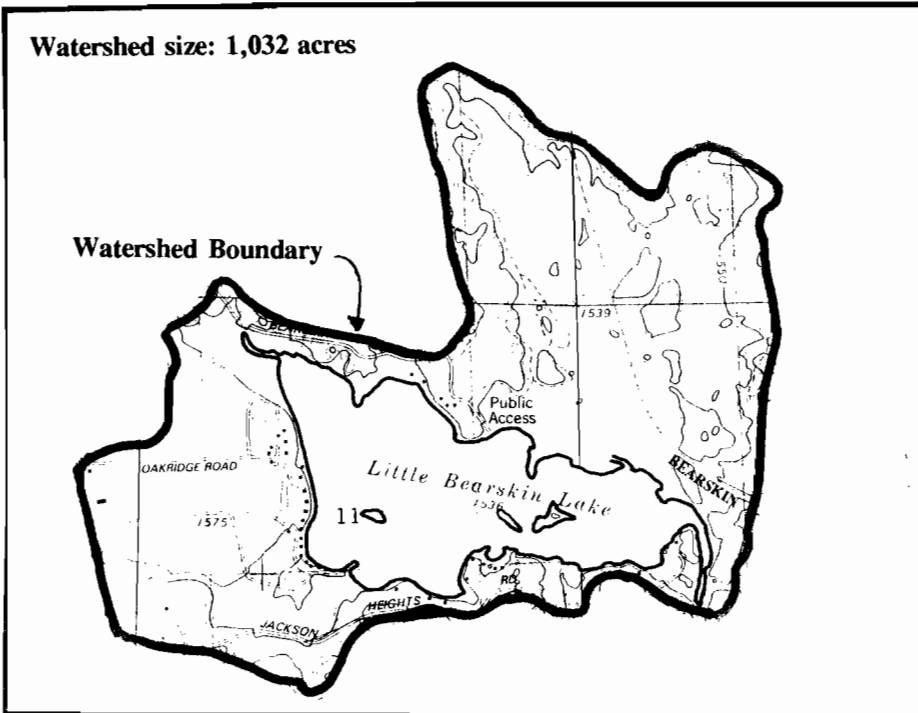 Watershed size: 1,032 acres
Watershed Boundary
1539
550
Public
Access
OAKRIDGE ROAD
Little Bearskin Lake
1536
BEARSKIN
11
1575
RD.
HEIGHTS
JACKSON